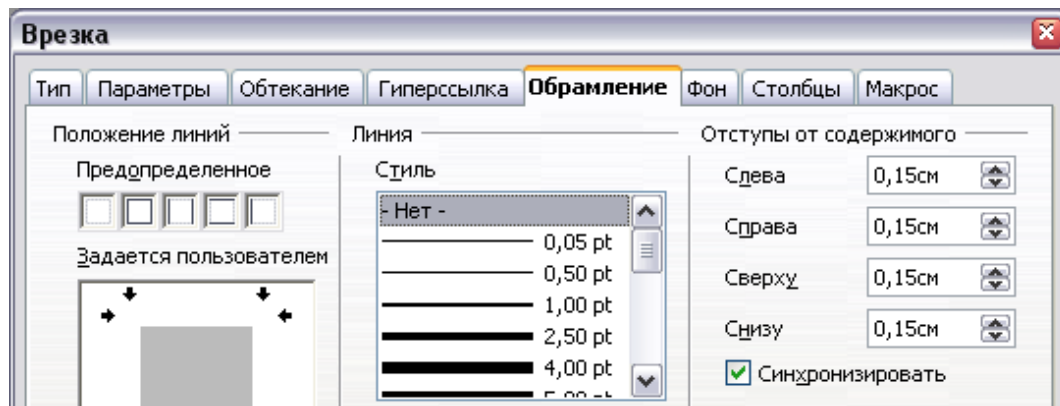 Врезка
Тип Параметры Обтекание Гиперссылка Обрамление Фон Столбцы Макрос
Положение линий
Предопределенное
Задается пользователем
Линия
Стиль
- Нет -
0,05 pt
0,50 pt
1,00 pt
2,50 pt
4,00 pt
Отступы от содержимого
Слева 0,15см
Справа 0,15см
Сверху 0,15см
Снизу 0,15см
Синхронизировать